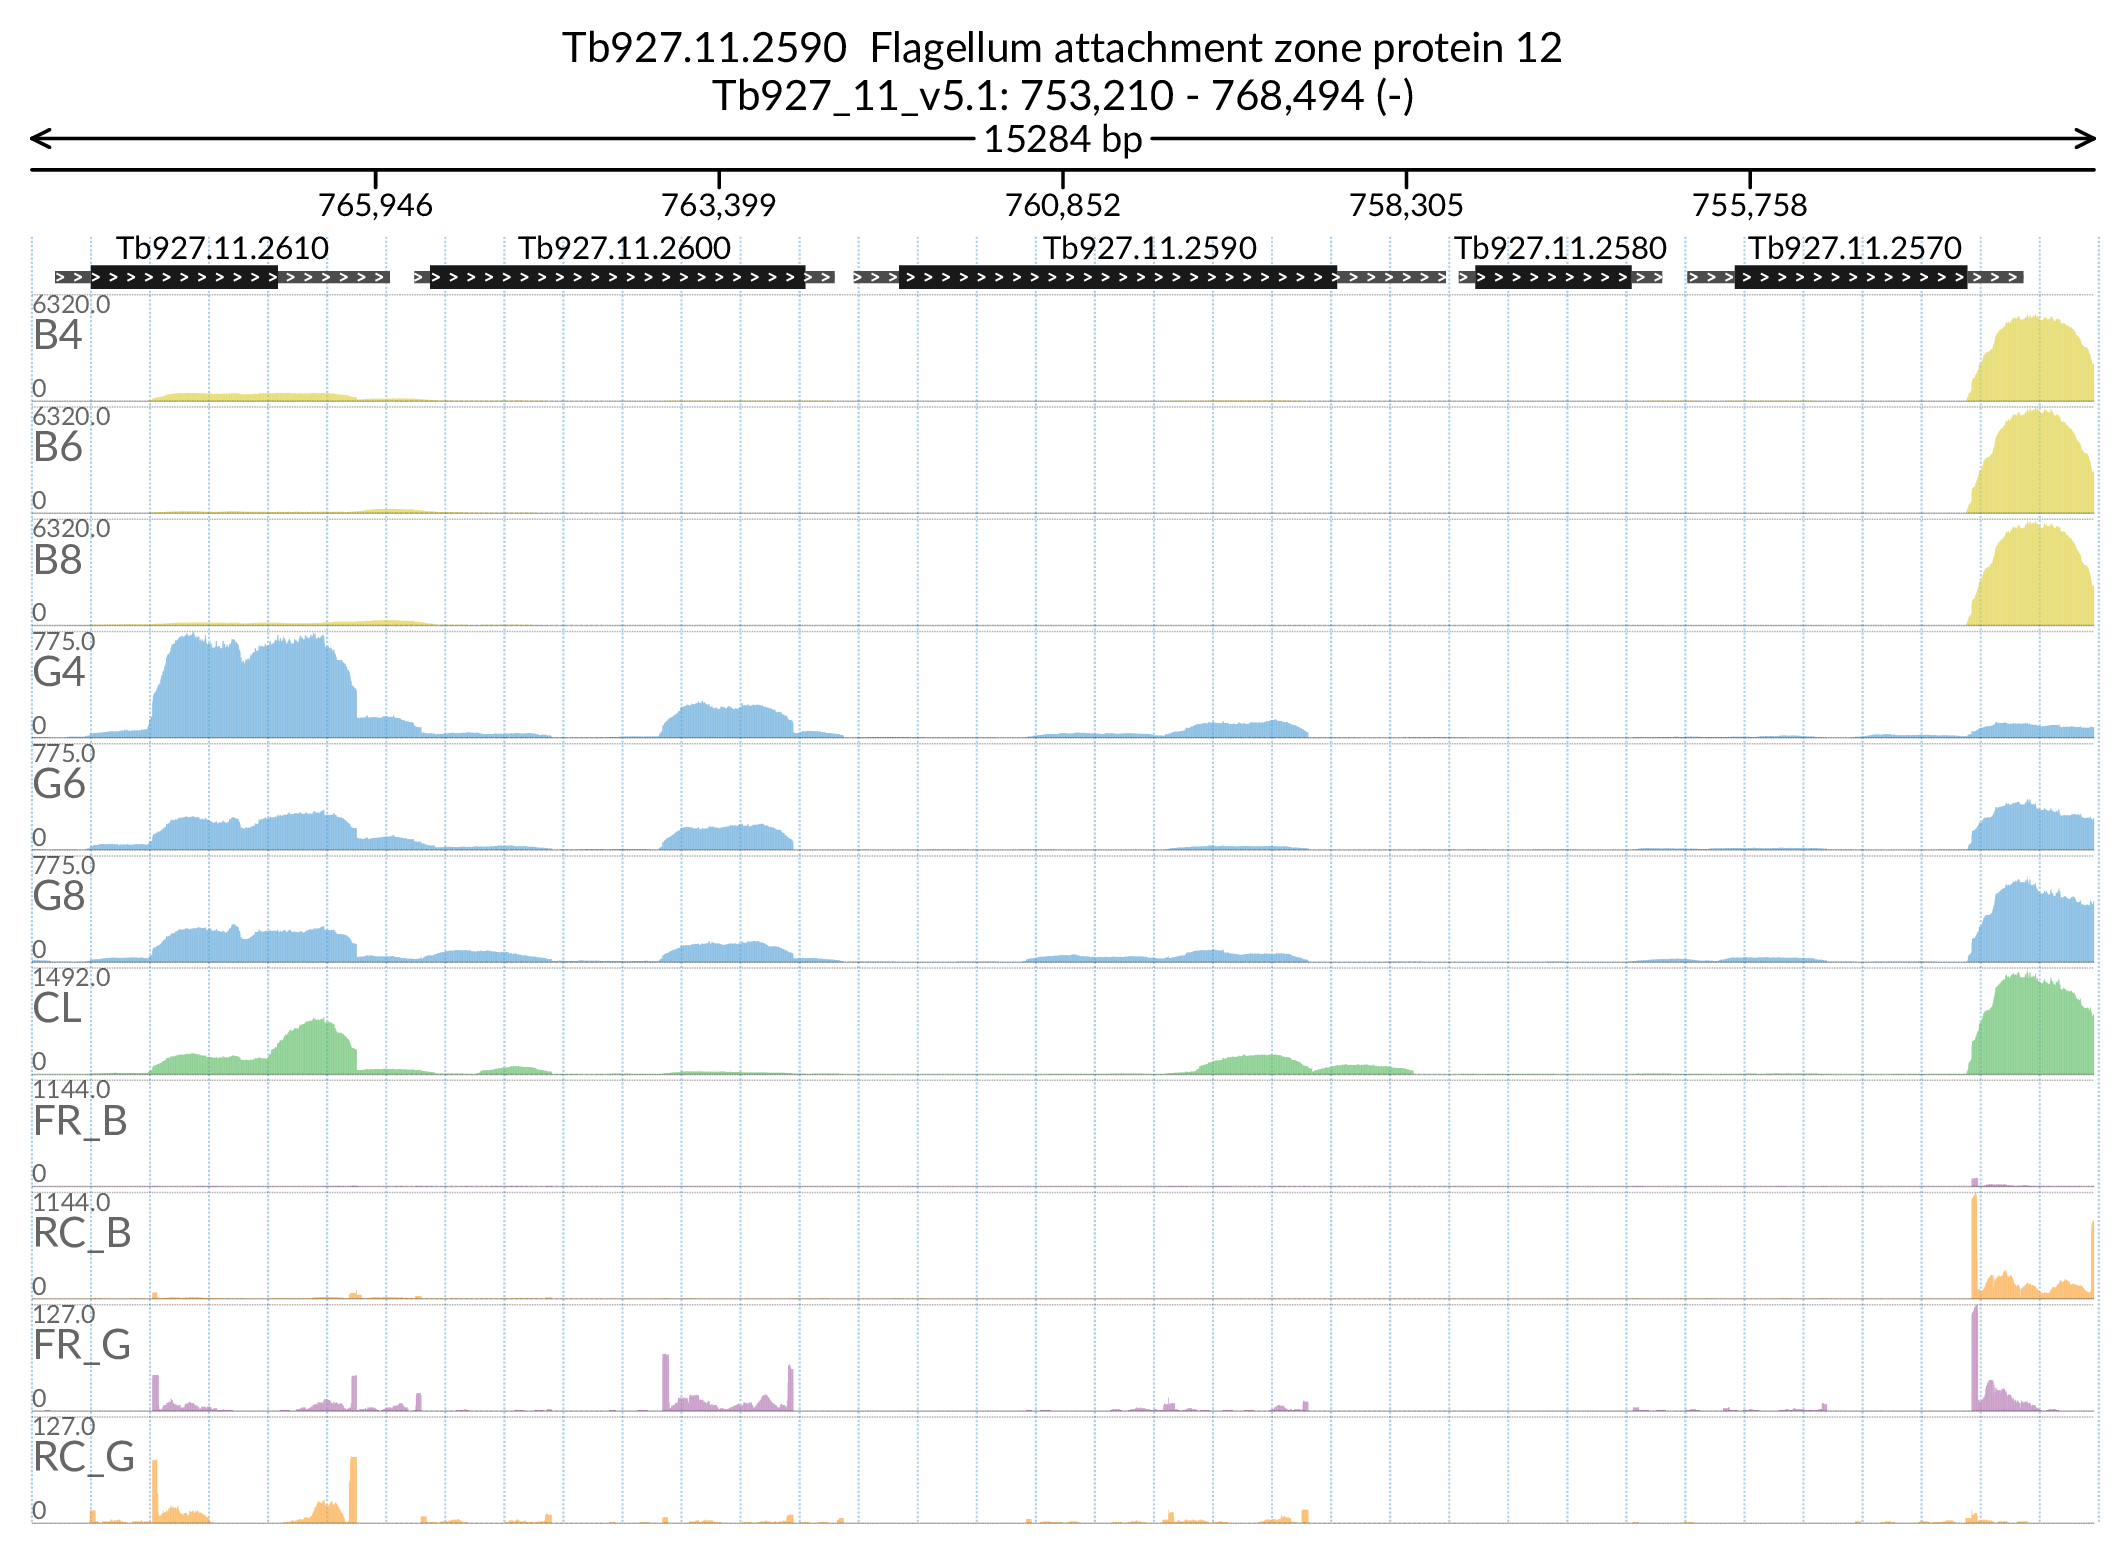 Tb927.11.2590  Flagellum attachment zone protein 12
Tb927_11_v5.1: 753,210 - 768,494 (-)
15284 bp
765,946 763,399 760,852 758,305 755,758
Tb927.11.2610 Tb927.11.2600 Tb927.11.2590 Tb927.11.2580 Tb927.11.2570
6320.0
B4
0
6320.0
B6
0
6320.0
B8
0
775.0
G4
0
775.0
G6
0
775.0
G8
0
1492.0
CL
0
1144.0
FR_B
0
1144.0
RC_B
0
127.0
FR_G
0
127.0
RC_G
0